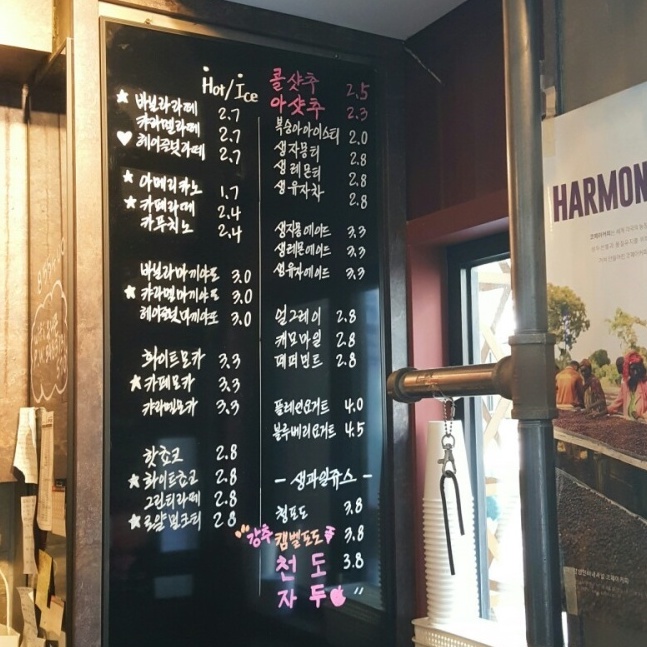 Hot/Ice
★ 바닐라라떼 2.7
캬라멜라떼 2.7
♥ 헤이즐넛라떼 2.7
★ 아메리카노 1.7
★ 카페라떼 2.4
카푸치노 2.4
바닐라마끼야또 3.0
★ 캬라멜마끼야또 3.0
헤이즐넛마끼야또 3.0
화이트모카 3.3
★ 카페모카 3.3
캬라멜모카 3.3
핫쵸코 2.8
★ 화이트쵸코 2.8
그린티라떼 2.8
★ 로얄밀크티 2.8
콜샷추 2.5
아샷추 2.3
복숭아아이스티 2.0
생자몽티 2.8
생레몬티 2.8
생유자차 2.8
생자몽에이드 3.3
생레몬에이드 3.3
생유자에이드 3.3
얼그레이 2.8
캐모마일 2.8
페퍼민트 2.8
플레인요거트 4.0
블루베리요거트 4.5
- 생과일쥬스 -
청포도 3.8
강추 캠벨포도 3.8
천도 3.8
자두 〃
HARMON